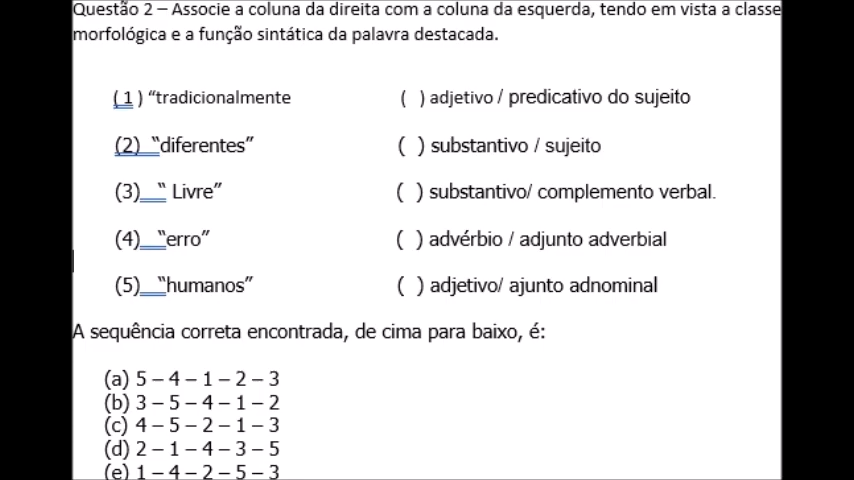 Questão 2 – Associe a coluna da direita com a coluna da esquerda, tendo em vista a classe
morfológica e a função sintática da palavra destacada.
( 1 ) “tradicionalmente ( ) adjetivo / predicativo do sujeito
(2) “diferentes” ( ) substantivo / sujeito
(3) “ Livre” ( ) substantivo/ complemento verbal.
(4) “erro” ( ) advérbio / adjunto adverbial
(5) “humanos” ( ) adjetivo/ ajunto adnominal
A sequência correta encontrada, de cima para baixo, é:
(a) 5 – 4 – 1 – 2 – 3
(b) 3 – 5 – 4 – 1 – 2
(c) 4 – 5 – 2 – 1 – 3
(d) 2 – 1 – 4 – 3 – 5
(e) 1 – 4 – 2 – 5 – 3